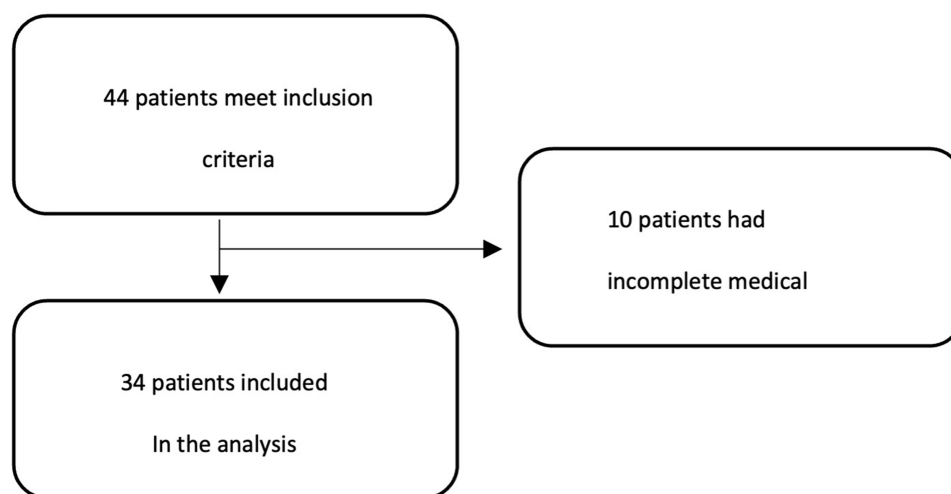 44 patients meet inclusion
criteria
10 patients had
incomplete medical
34 patients included
In the analysis